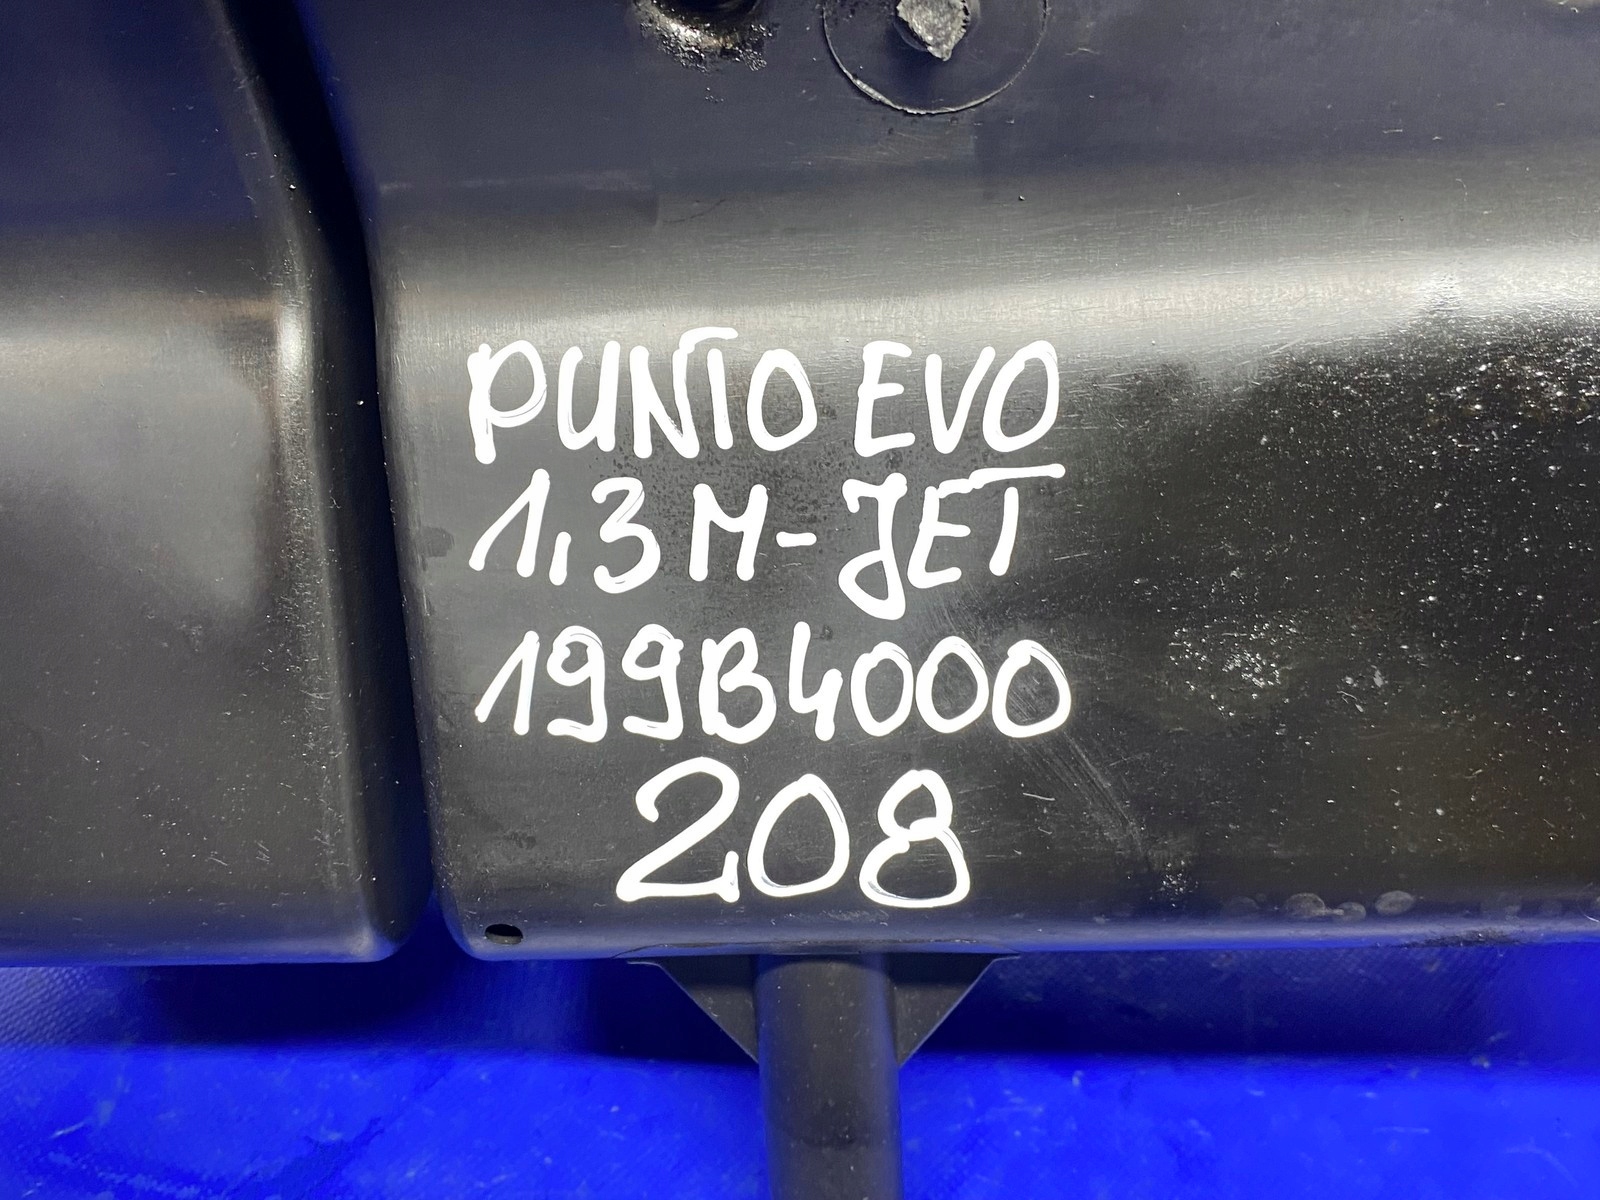 PUNTO EVO
1,3 M-JET
199B4000
208